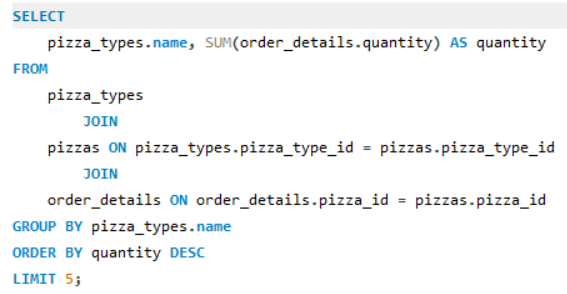 SELECT
    pizza_types.name, SUM(order_details.quantity) AS quantity
FROM
    pizza_types
        JOIN
    pizzas ON pizza_types.pizza_type_id = pizzas.pizza_type_id
        JOIN
    order_details ON order_details.pizza_id = pizzas.pizza_id
GROUP BY pizza_types.name
ORDER BY quantity DESC
LIMIT 5;